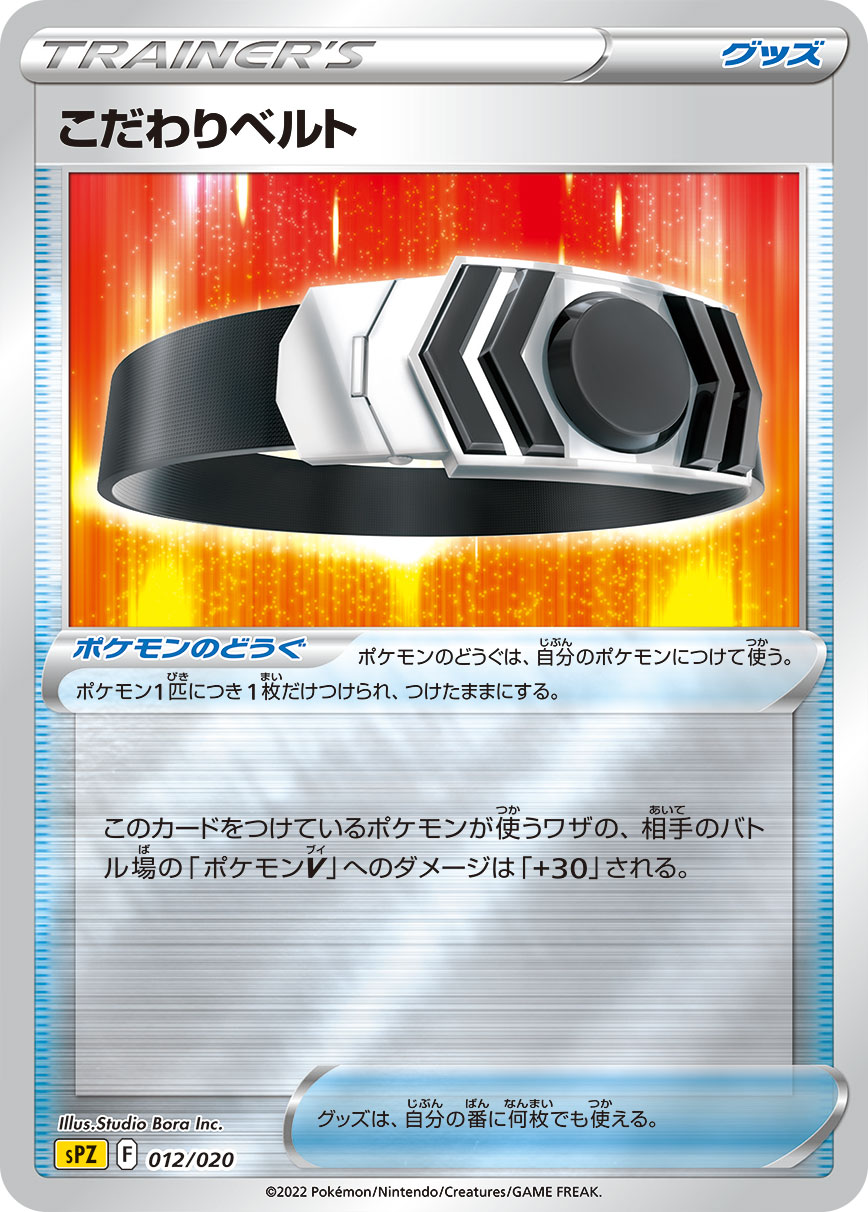 TRAINER'S グッズ
こだわりベルト
ポケモンのどうぐ ポケモンのどうぐは、自分のポケモンにつけて使う。
ポケモン1匹につき1枚だけつけられ、つけたままにする。
このカードをつけているポケモンが使うワザの、相手のバト
ル場の「ポケモンV」へのダメージは「+30」される。
グッズは、自分の番に何枚でも使える。
Illus.Studio Bora Inc.
sPZ F 012/020
©2022 Pokémon/Nintendo/Creatures/GAME FREAK.